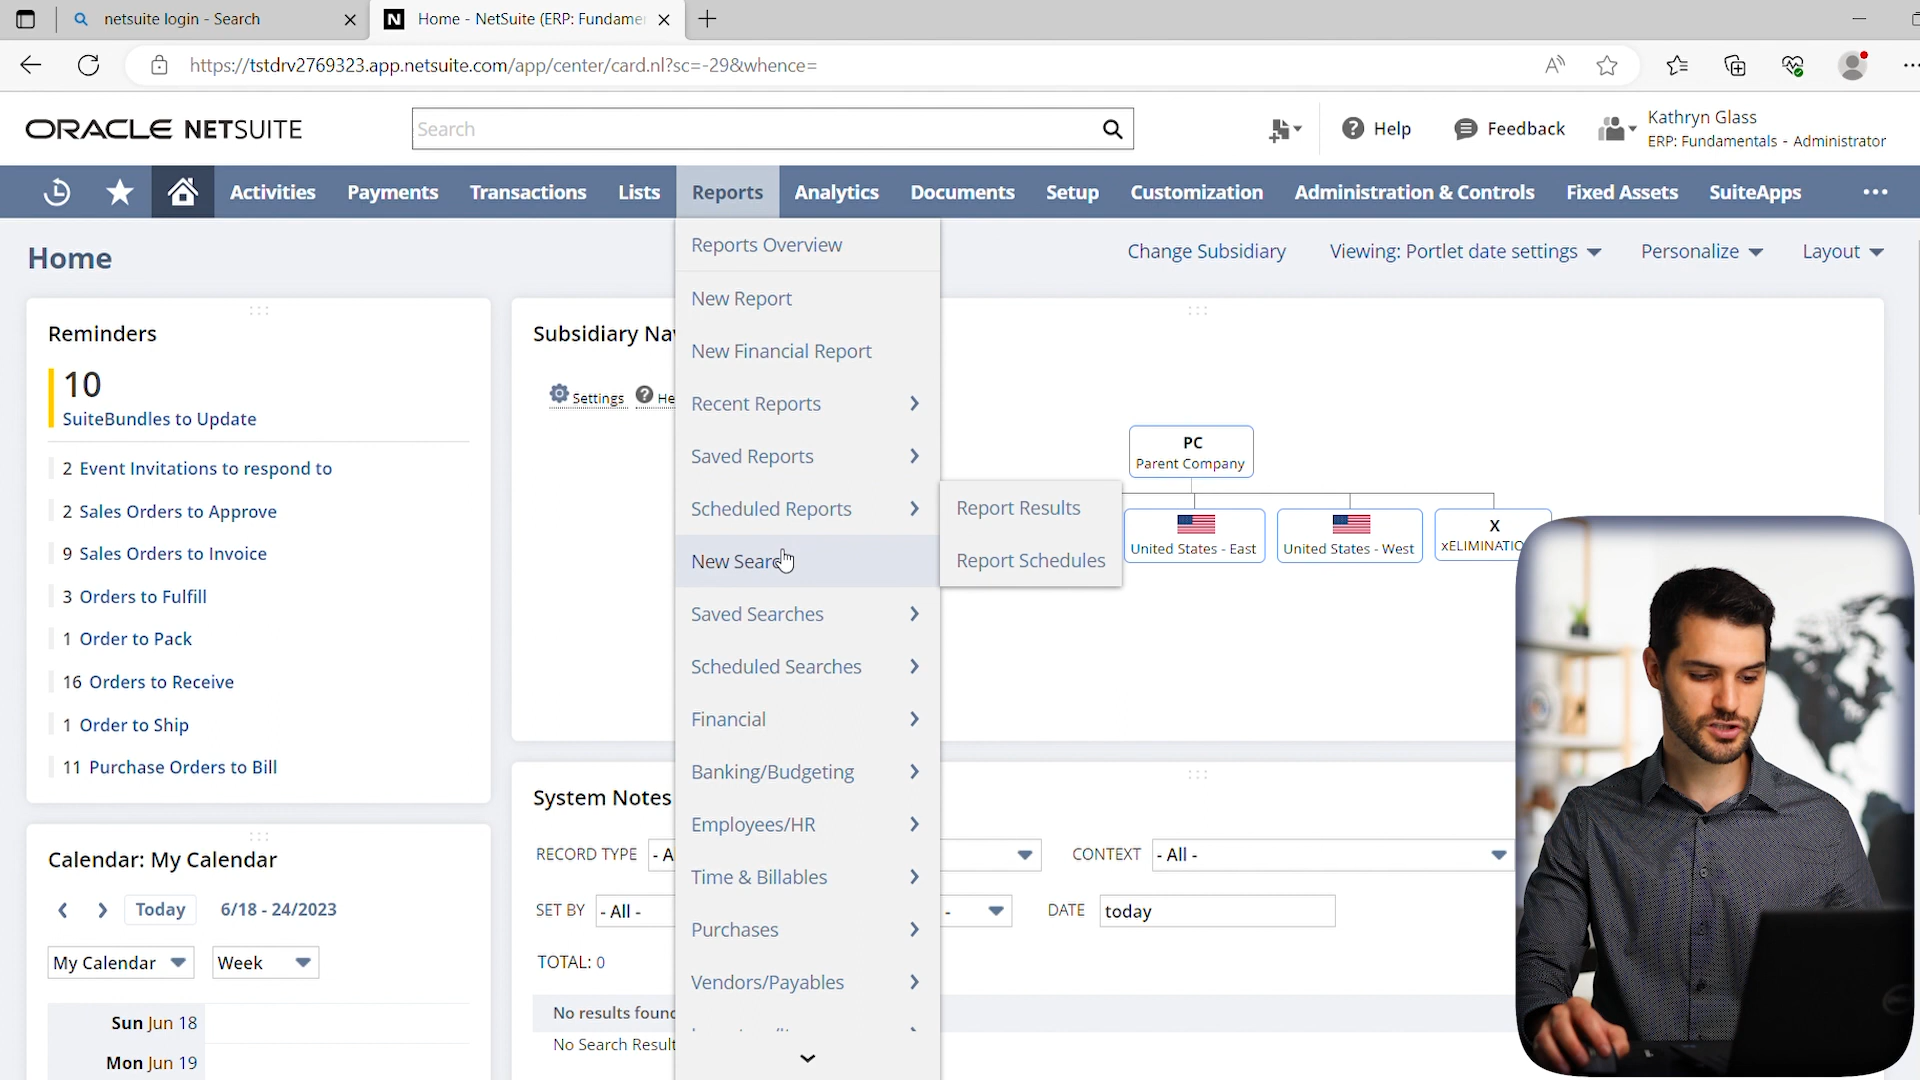 netsuite login - Search
Home - NetSuite (ERP: Fundame
https://tstdrv2769323.app.netsuite.com/app/center/card.nl?sc=-29&whence=
ORACLE NETSUITE
Search
Help
Feedback
Kathryn Glass
ERP: Fundamentals - Administrator
Activities
Payments
Transactions
Lists
Reports
Analytics
Documents
Setup
Customization
Administration & Controls
Fixed Assets
SuiteApps
Home
Change Subsidiary
Viewing: Portlet date settings
Personalize
Layout
Reminders
10
SuiteBundles to Update
2 Event Invitations to respond to
2 Sales Orders to Approve
9 Sales Orders to Invoice
3 Orders to Fulfill
1 Order to Pack
16 Orders to Receive
1 Order to Ship
11 Purchase Orders to Bill
Calendar: My Calendar
Today
6/18 - 24/2023
My Calendar
Week
Sun Jun 18
Mon Jun 19
Subsidiary Na
Settings
He
Reports Overview
New Report
New Financial Report
Recent Reports
Saved Reports
Scheduled Reports
New Searc
Saved Searches
Scheduled Searches
Financial
Banking/Budgeting
Employees/HR
Time & Billables
Purchases
Vendors/Payables
Report Results
Report Schedules
PC
Parent Company
United States - East
United States - West
X
xELIMINATIO
System Notes
RECORD TYPE
- A
CONTEXT
- All -
SET BY
- All -
-
DATE
today
TOTAL: 0
No results foun
No Search Resul